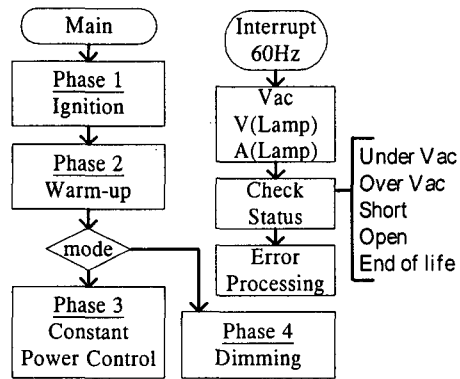 Main
Phase 1
Ignition
Phase 2
Warm-up
mode
Phase 3
Constant
Power Control
Phase 4
Dimming
Interrupt
60Hz
Vac
V(Lamp)
A(Lamp)
Check
Status
Error
Processing
Under Vac
Over Vac
Short
Open
End of life